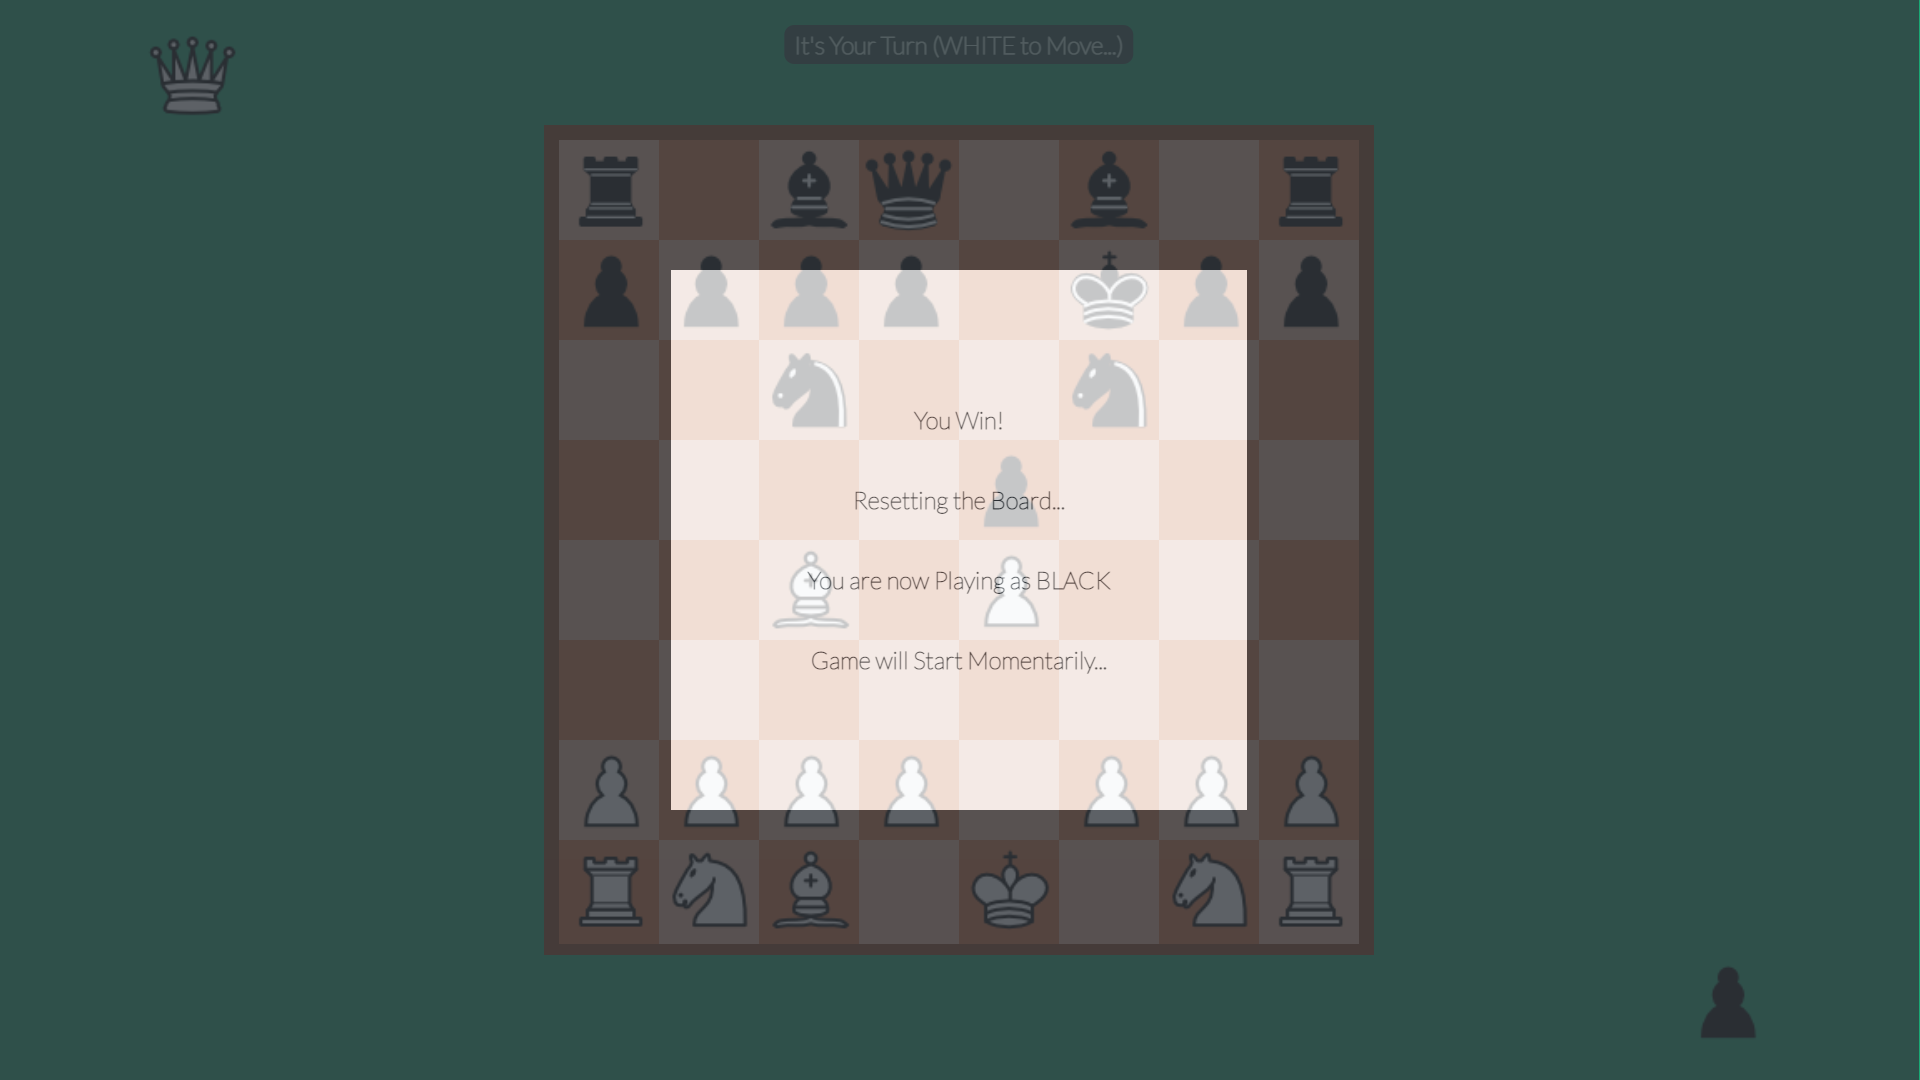 It's Your Turn (WHITE to Move...)
You Win!
Resetting the Board...
You are now Playing as BLACK
Game will Start Momentarily...